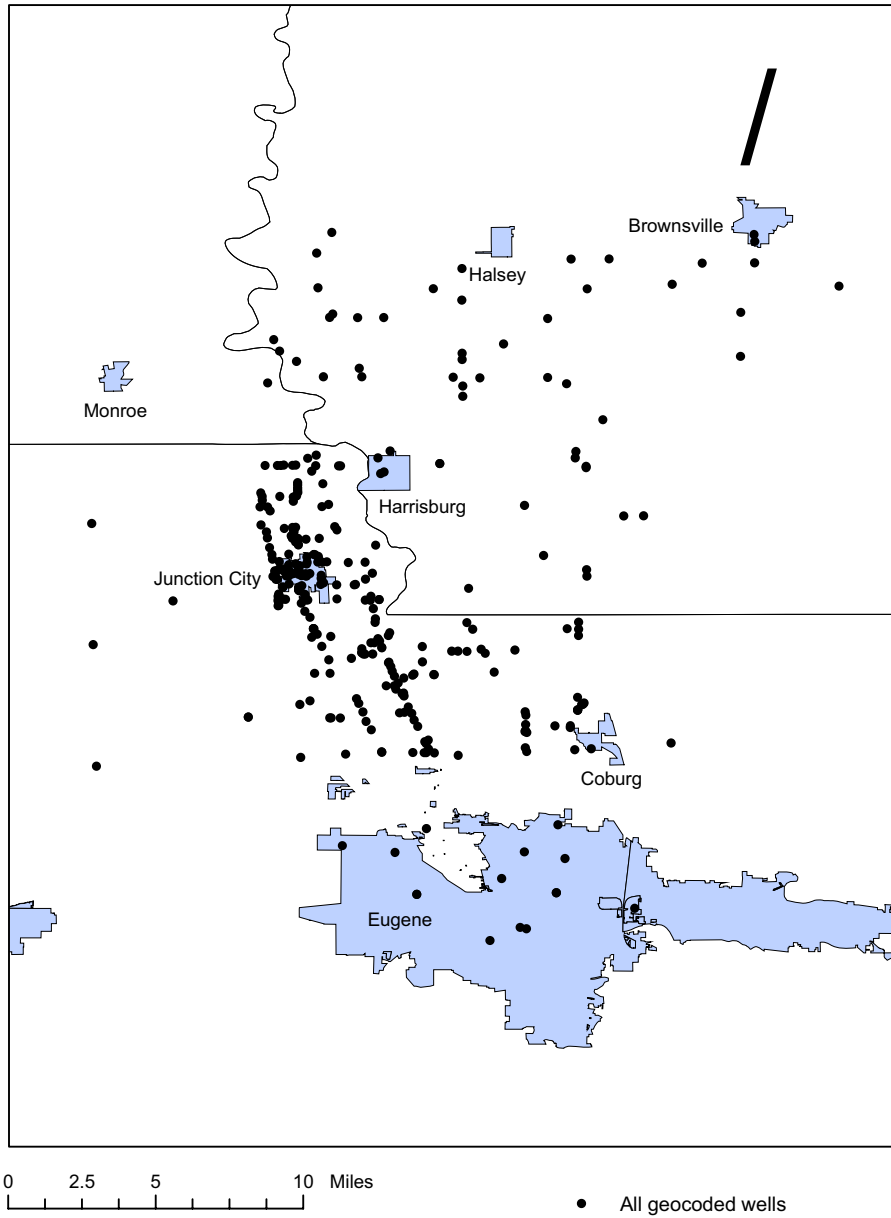 Brownsville
Halsey
Monroe
Harrisburg
Junction City
Coburg
Eugene
0 2.5 5 10 Miles
All geocoded wells